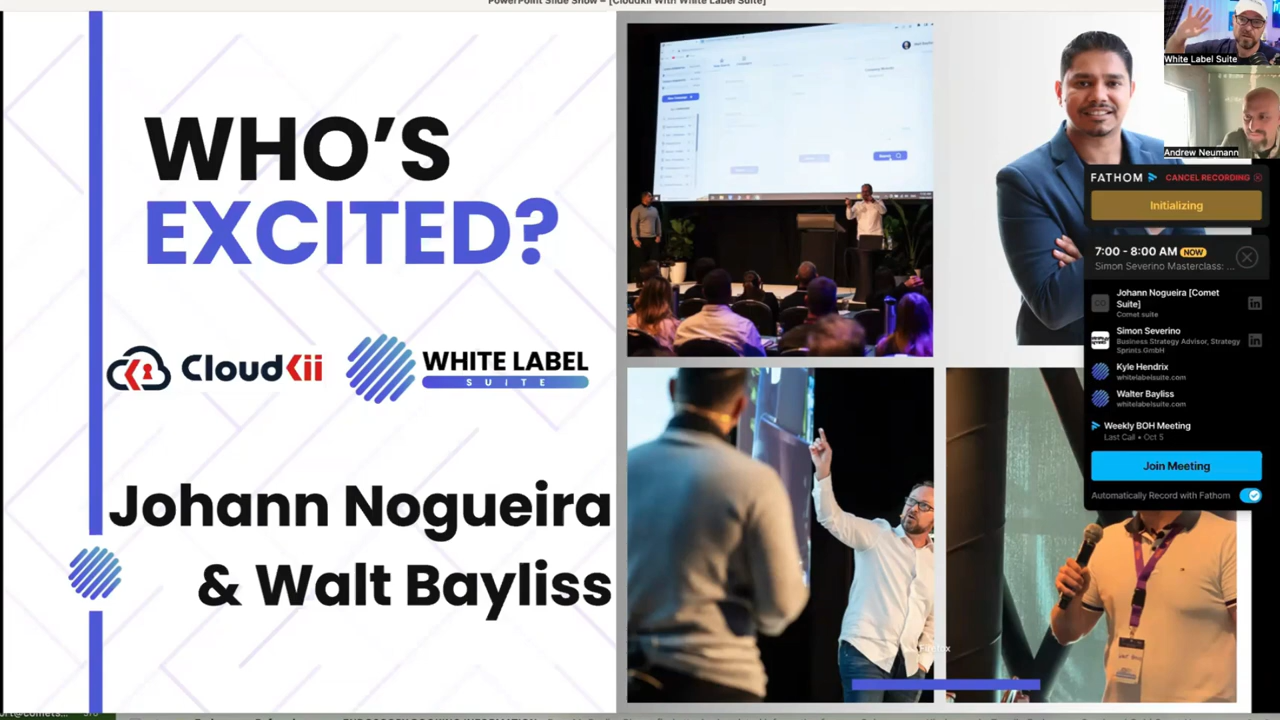 PowerPoint Slide Show – [Cloudkii With White Label Suite]
WHO'S
EXCITED?
CloudKii
WHITE LABEL
SUITE
Johann Nogueira
& Walt Bayliss
White Label Suite
Andrew Neumann
FATHOM
CANCEL RECORDING
Initializing
7:00 - 8:00 AM NOW
Simon Severino Masterclass: ...
CO
Johann Nogueira [Comet
Suite]
Comet suite
Simon Severino
Business Strategy Advisor, Strategy
Sprints GmbH
Kyle Hendrix
whitelabelsuite.com
Walter Bayliss
whitelabelsuite.com
Weekly BOH Meeting
Last Call • Oct 5
Join Meeting
Automatically Record with Fathom
Firefox